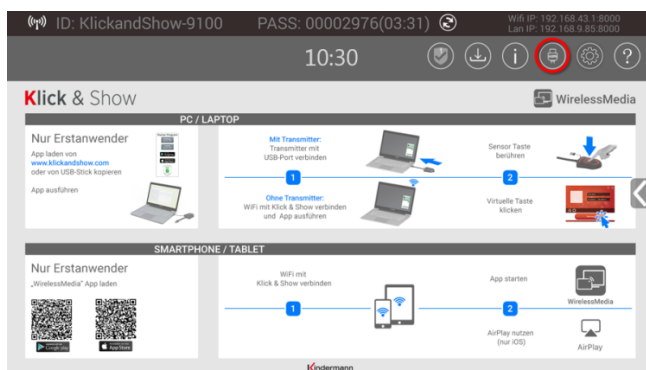 ID: KlickandShow-9100
PASS: 00002976(03:31)
Wifi IP: 192.168.43.1:8000
Lan IP: 192.168.9.85:8000
10:30
Klick & Show
WirelessMedia
PC / LAPTOP
Nur Erstanwender
App laden von
www.klickandshow.com
oder von USB-Stick kopieren
App ausführen
Mit Transmitter:
Transmitter mit
USB-Port verbinden
1
Ohne Transmitter:
WiFi mit Klick & Show verbinden
und App ausführen
Sensor Taste
berühren
2
Virtuelle Taste
klicken
SMARTPHONE / TABLET
Nur Erstanwender
„WirelessMedia" App laden
Google play
App Store
WiFi mit
Klick & Show verbinden
1
App starten
WirelessMedia
2
AirPlay nutzen
(nur iOS)
AirPlay
Kindermann